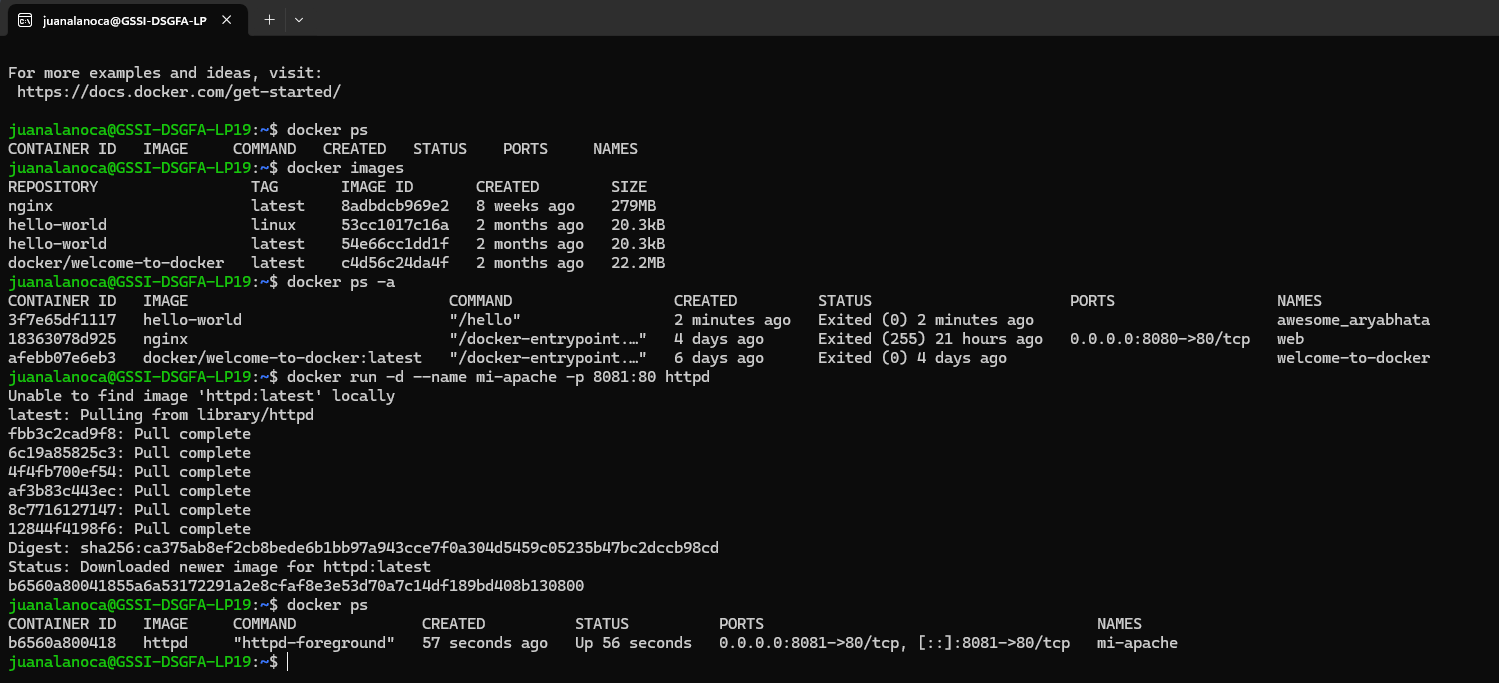 juanalanoca@GSSI-DSGFA-LP
For more examples and ideas, visit:
 https://docs.docker.com/get-started/
juanalanoca@GSSI-DSGFA-LP19:~$ docker ps
CONTAINER ID   IMAGE     COMMAND   CREATED   STATUS    PORTS     NAMES
juanalanoca@GSSI-DSGFA-LP19:~$ docker images
REPOSITORY                 TAG       IMAGE ID       CREATED        SIZE
nginx                      latest    8adbdcb969e2   8 weeks ago    279MB
hello-world                linux     53cc1017c16a   2 months ago   20.3kB
hello-world                latest    54e66cc1dd1f   2 months ago   20.3kB
docker/welcome-to-docker   latest    c4d56c24da4f   2 months ago   22.2MB
juanalanoca@GSSI-DSGFA-LP19:~$ docker ps -a
CONTAINER ID   IMAGE                             COMMAND                  CREATED         STATUS                      PORTS                  NAMES
3f7e65df1117   hello-world                       "/hello"                 2 minutes ago   Exited (0) 2 minutes ago                           awesome_aryabhata
18363078d925   nginx                             "/docker-entrypoint.…"   4 days ago      Exited (255) 21 hours ago   0.0.0.0:8080->80/tcp   web
afebb07e6eb3   docker/welcome-to-docker:latest   "/docker-entrypoint.…"   6 days ago      Exited (0) 4 days ago                              welcome-to-docker
juanalanoca@GSSI-DSGFA-LP19:~$ docker run -d --name mi-apache -p 8081:80 httpd
Unable to find image 'httpd:latest' locally
latest: Pulling from library/httpd
fbb3c2cad9f8: Pull complete
6c19a85825c3: Pull complete
4f4fb700ef54: Pull complete
af3b83c443ec: Pull complete
8c7716127147: Pull complete
12844f4198f6: Pull complete
Digest: sha256:ca375ab8ef2cb8bede6b1bb97a943cce7f0a304d5459c05235b47bc2dccb98cd
Status: Downloaded newer image for httpd:latest
b6560a80041855a6a53172291a2e8cfaf8e3e53d70a7c14df189bd408b130800
juanalanoca@GSSI-DSGFA-LP19:~$ docker ps
CONTAINER ID   IMAGE     COMMAND              CREATED          STATUS          PORTS                                     NAMES
b6560a800418   httpd     "httpd-foreground"   57 seconds ago   Up 56 seconds   0.0.0.0:8081->80/tcp, [::]:8081->80/tcp   mi-apache
juanalanoca@GSSI-DSGFA-LP19:~$